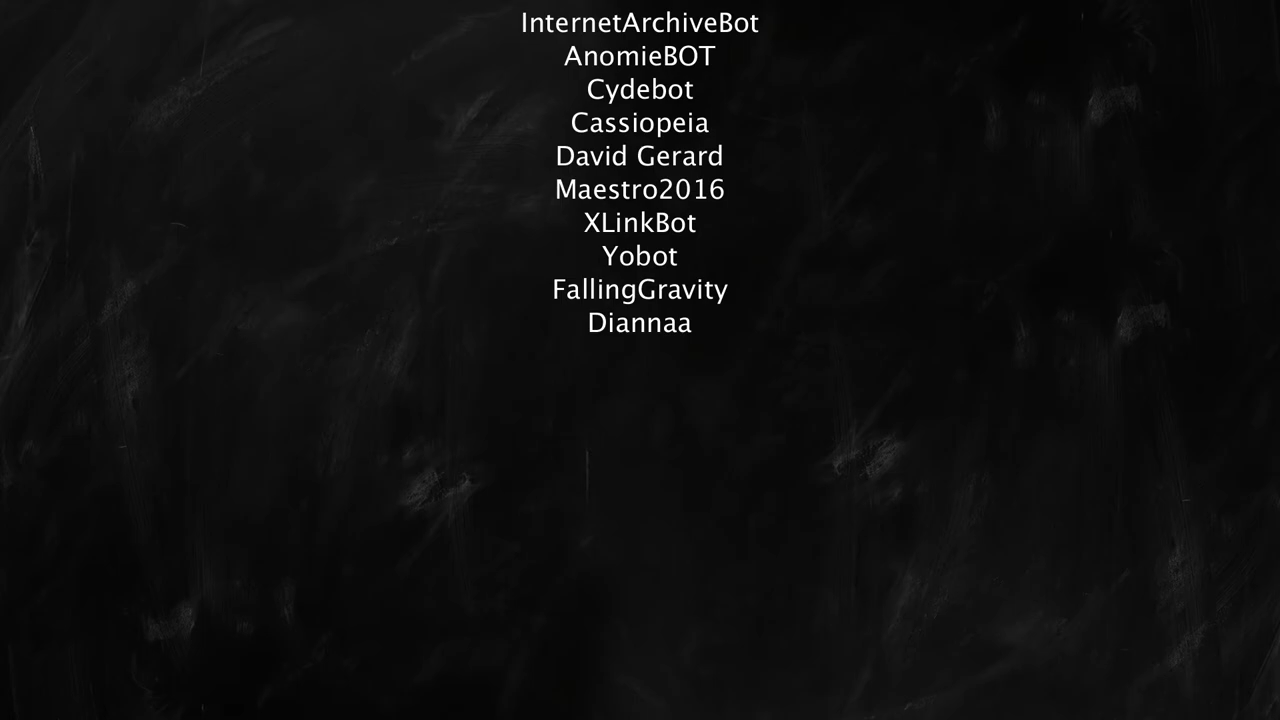 InternetArchiveBot
AnomieBOT
Cydebot
Cassiopeia
David Gerard
Maestro2016
XLinkBot
Yobot
FallingGravity
Diannaa